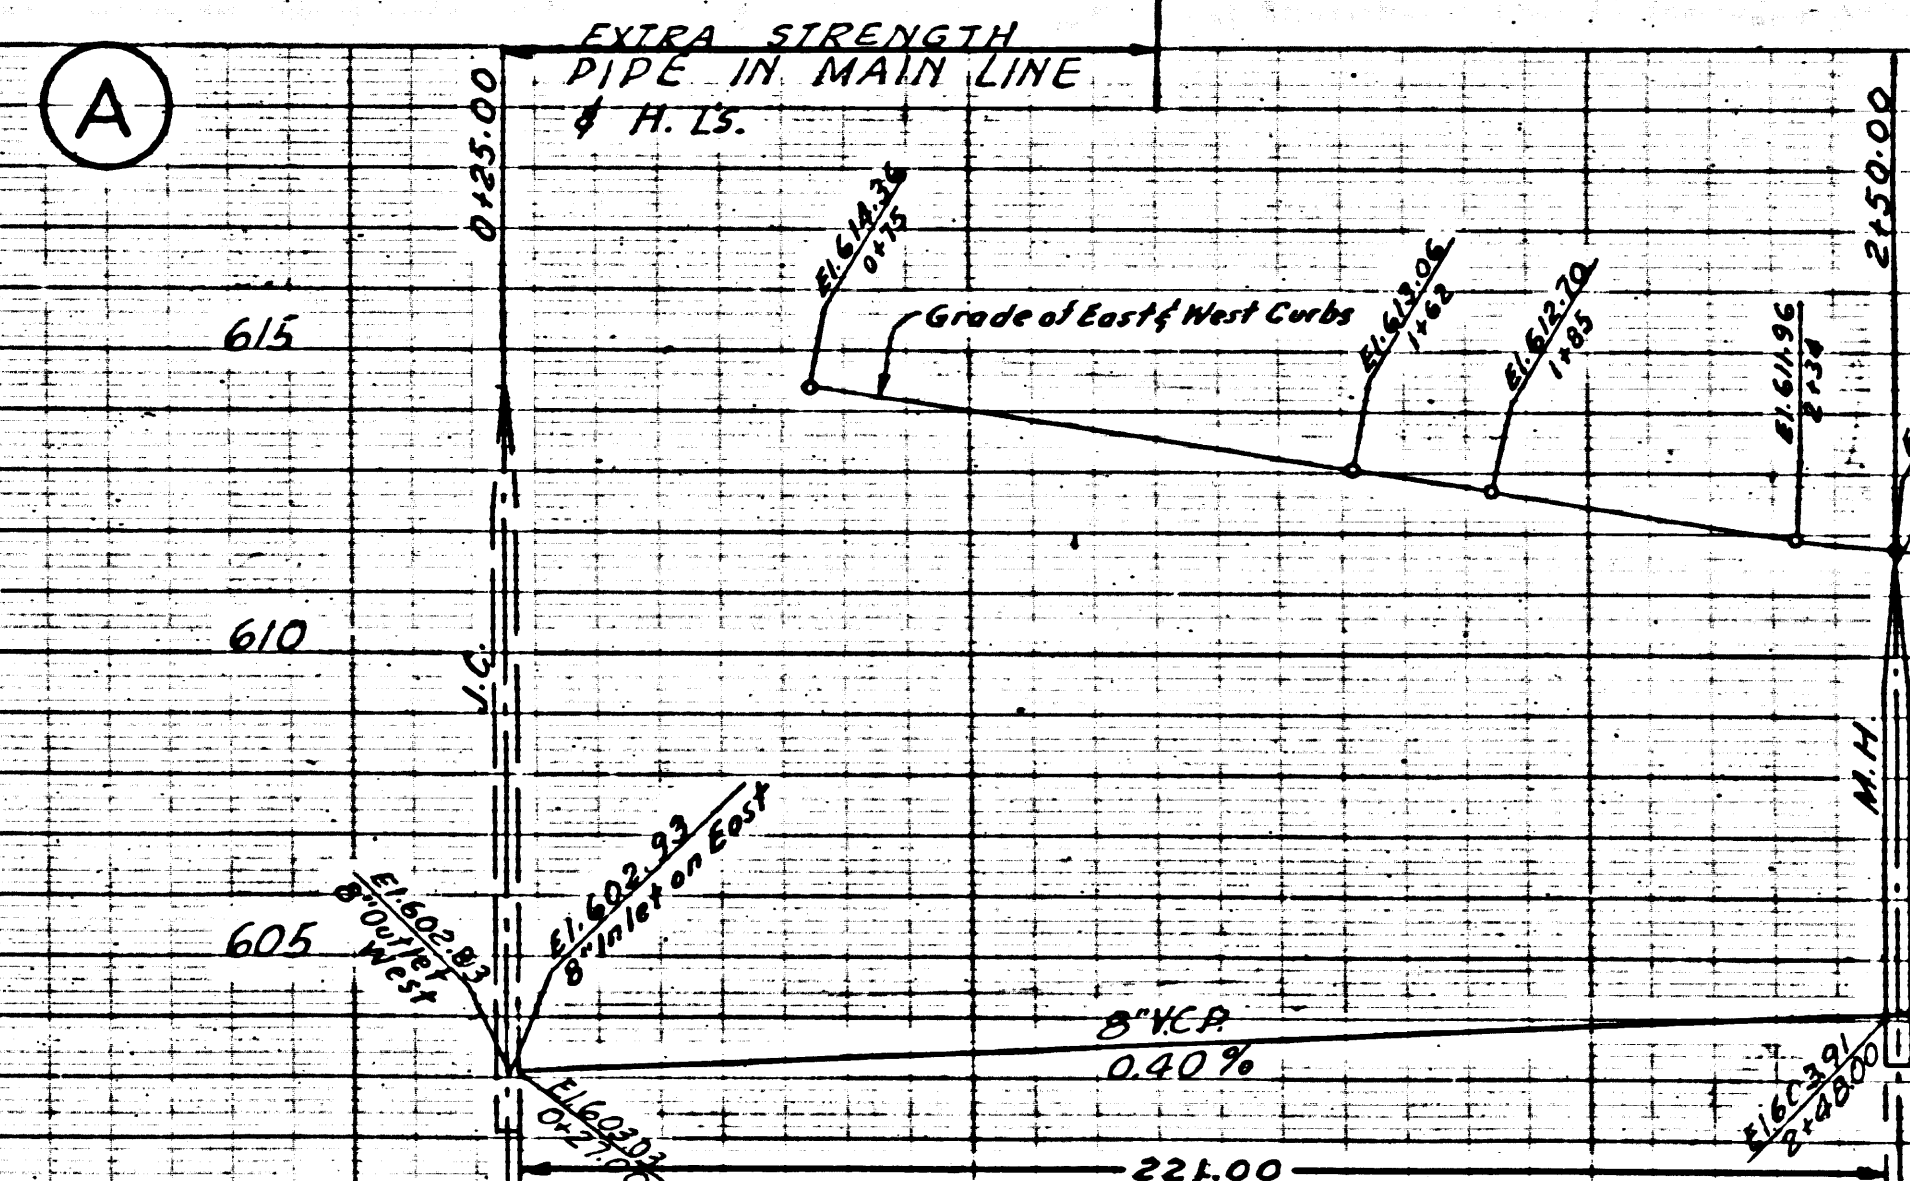 EXTRA STRENGTH
PIPE IN MAIN LINE
& H. L'S.
A
0+25.00
2+50.00
El. 614.36
0+75
Grade of East & West Curbs
El. 613.06
1+62
El. 612.70
1+85
El. 611.96
2+34
615
610
605
J.C.
M.H.
El. 602.83
8" Outlet
West
El. 602.93
8" Inlet on East
8" V.C.P.
0.40 %
El. 603.03
0+27.0
El. 603.91
2+48.00
221.00